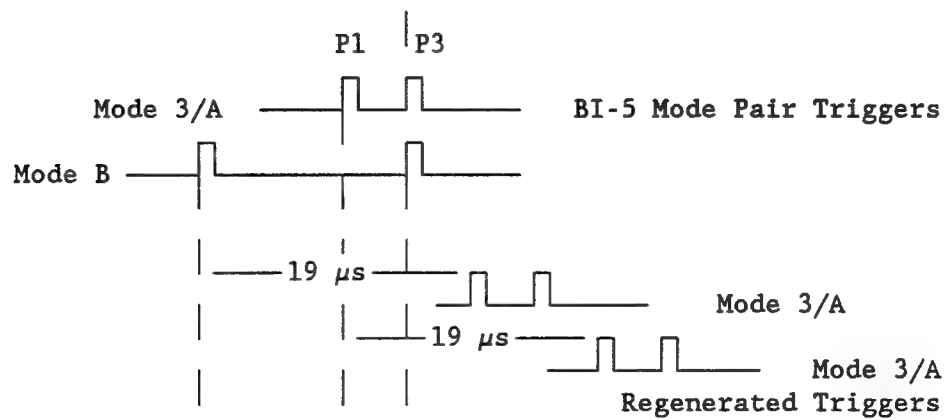 P1 P3
Mode 3/A BI-5 Mode Pair Triggers
Mode B
19 μs
Mode 3/A
19 μs
Mode 3/A
Regenerated Triggers